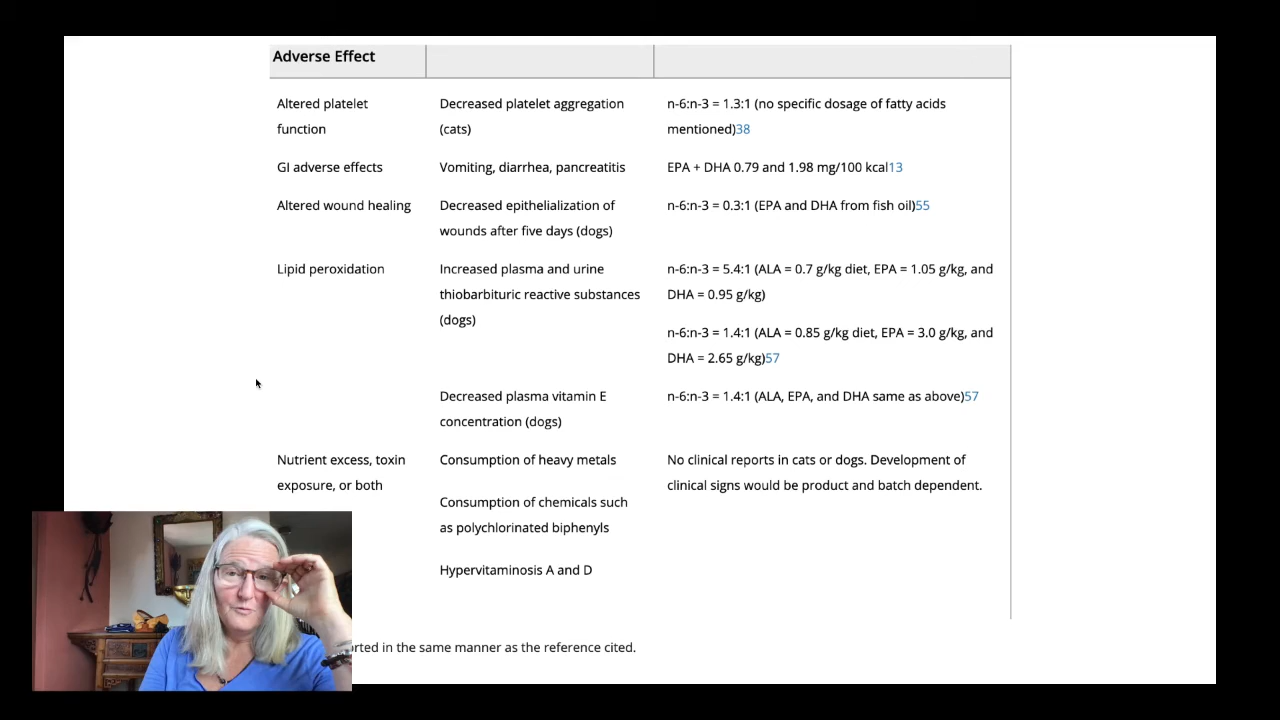 Adverse Effect
Altered platelet
function
Decreased platelet aggregation
(cats)
n-6:n-3 = 1.3:1 (no specific dosage of fatty acids
mentioned)38
GI adverse effects
Vomiting, diarrhea, pancreatitis
EPA + DHA 0.79 and 1.98 mg/100 kcal13
Altered wound healing
Decreased epithelialization of
wounds after five days (dogs)
n-6:n-3 = 0.3:1 (EPA and DHA from fish oil)55
Lipid peroxidation
Increased plasma and urine
thiobarbituric reactive substances
(dogs)
n-6:n-3 = 5.4:1 (ALA = 0.7 g/kg diet, EPA = 1.05 g/kg, and
DHA = 0.95 g/kg)
n-6:n-3 = 1.4:1 (ALA = 0.85 g/kg diet, EPA = 3.0 g/kg, and
DHA = 2.65 g/kg)57
Decreased plasma vitamin E
concentration (dogs)
n-6:n-3 = 1.4:1 (ALA, EPA, and DHA same as above)57
Nutrient excess, toxin
exposure, or both
Consumption of heavy metals
Consumption of chemicals such
as polychlorinated biphenyls
Hypervitaminosis A and D
No clinical reports in cats or dogs. Development of
clinical signs would be product and batch dependent.
in the same manner as the reference cited.